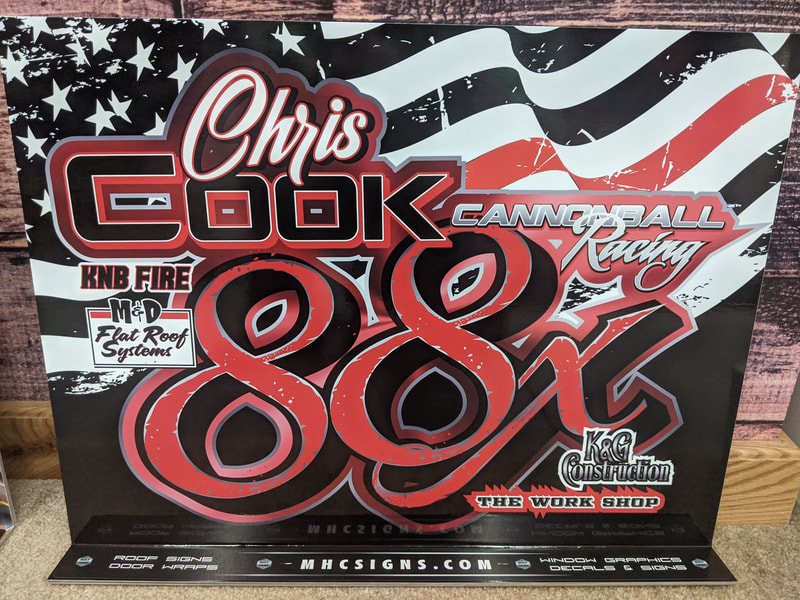 Chris
COOK
CANNONBALL
Racing
KNB FIRE
M&D
Flat Roof
Systems
88x
K&G
Construction
THE WORK SHOP
ROOF SIGNS
DOOR WRAPS
MHCSIGNS.COM
WINDOW GRAPHICS
DECALS & SIGNS